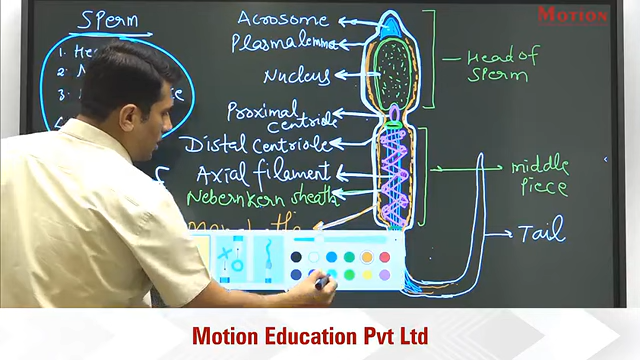 SPERM
1. He
2. N
3.
MOTION
Acrosome
Plasmalemma
Nucleus
Head of
Sperm
Proximal
Centriole
Distal Centriole
Axial filament
Nebernkern sheath
middle
Piece
Tail
Motion Education Pvt Ltd